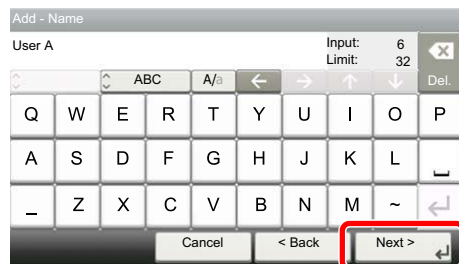 Add - Name
User A Input: 6
Limit: 32
ABC A/a ← → ↑ ↓ Del.
Q W E R T Y U I O P
A S D F G H J K L
_ Z X C V B N M ~
Cancel < Back Next >